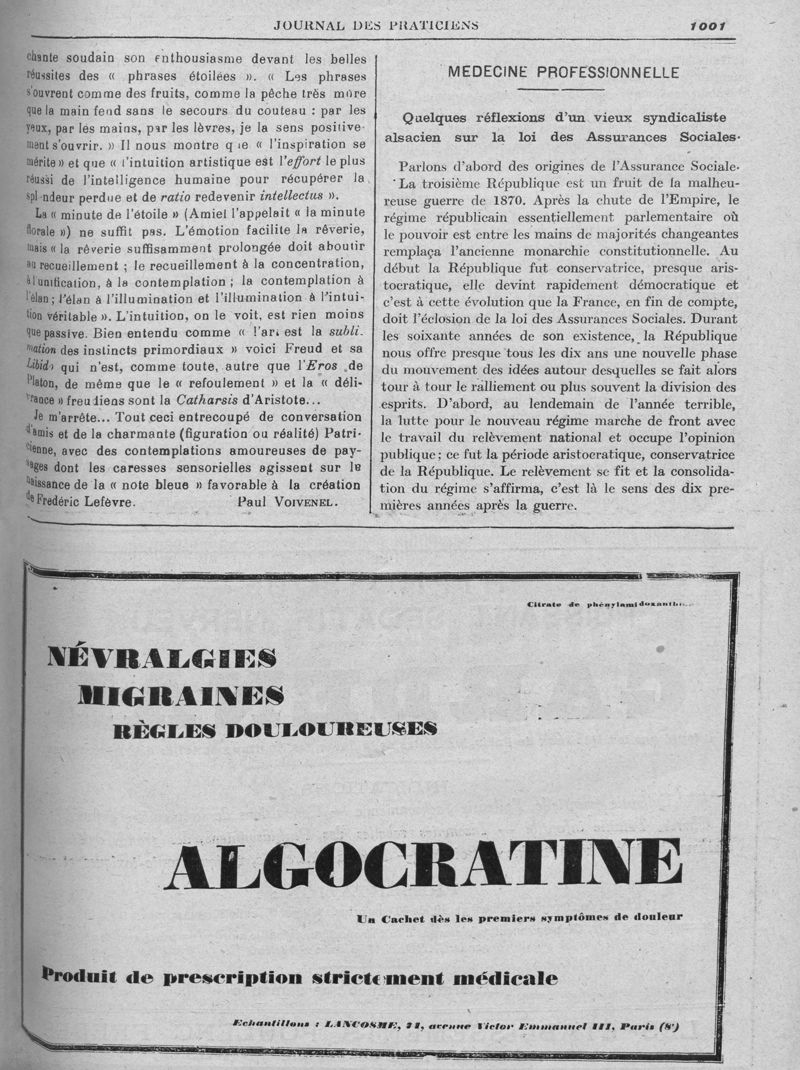 JOURNAL DES PRATICIENS 1001
chante soudain son enthousiasme devant les belles
réussites des « phrases étoilées ». « Les phrases
s'ouvrent comme des fruits, comme la pêche très mûre
que la main fend sans le secours du couteau : par les
yeux, par les mains, par les lèvres, je la sens positive-
ment s'ouvrir. » Il nous montre que « l'inspiration se
mérite » et que « l'intuition artistique est l'effort le plus
réussi de l'intelligence humaine pour récupérer la
splendeur perdue et de ratio redevenir intellectus ».
La « minute de l'étoile » (Amiel l'appelait « la minute
florale ») ne suffit pas. L'émotion facilite la rêverie,
mais « la rêverie suffisamment prolongée doit aboutir
au recueillement ; le recueillement à la concentration,
à l'unification, à la contemplation ; la contemplation à
l'élan ; l'élan à l'illumination et l'illumination à l'intui-
tion véritable ». L'intuition, on le voit, est rien moins
que passive. Bien entendu comme « l'art est la subli-
mation des instincts primordiaux » voici Freud et sa
Libido qui n'est, comme toute, autre que l'Eros de
Platon, de même que le « refoulement » et la « déli-
vrance » freudiens sont la Catharsis d'Aristote...
Je m'arrête... Tout ceci entrecoupé de conversation
d'amis et de la charmante (figuration ou réalité) Patri-
cienne, avec des contemplations amoureuses de pay-
sages dont les caresses sensorielles agissent sur la
naissance de la « note bleue » favorable à la création
de Frédéric Lefèvre. Paul VOIVENEL.
MEDECINE PROFESSIONNELLE
Quelques réflexions d'un vieux syndicaliste
alsacien sur la loi des Assurances Sociales.
Parlons d'abord des origines de l'Assurance Sociale.
La troisième République est un fruit de la malheu-
reuse guerre de 1870. Après la chute de l'Empire, le
régime républicain essentiellement parlementaire où
le pouvoir est entre les mains de majorités changeantes
remplaça l'ancienne monarchie constitutionnelle. Au
début la République fut conservatrice, presque aris-
tocratique, elle devint rapidement démocratique et
c'est à cette évolution que la France, en fin de compte,
doit l'éclosion de la loi des Assurances Sociales. Durant
les soixante années de son existence, la République
nous offre presque tous les dix ans une nouvelle phase
du mouvement des idées autour desquelles se fait alors
tour à tour le ralliement ou plus souvent la division des
esprits. D'abord, au lendemain de l'année terrible,
la lutte pour le nouveau régime marche de front avec
le travail du relèvement national et occupe l'opinion
publique ; ce fut la période aristocratique, conservatrice
de la République. Le relèvement se fit et la consolida-
tion du régime s'affirma, c'est là le sens des dix pre-
mières années après la guerre.
Citrate de
NÉVRALGIES
MIGRAINES
RÈGLES DOULOUREUSES
ALGOCRATINE
Un Cachet dès les premiers symptômes de douleur
Produit de prescription strictement médicale
Echantillons : LANCOSME, 71, avenue Victor Emmanuel III, Paris (8e)